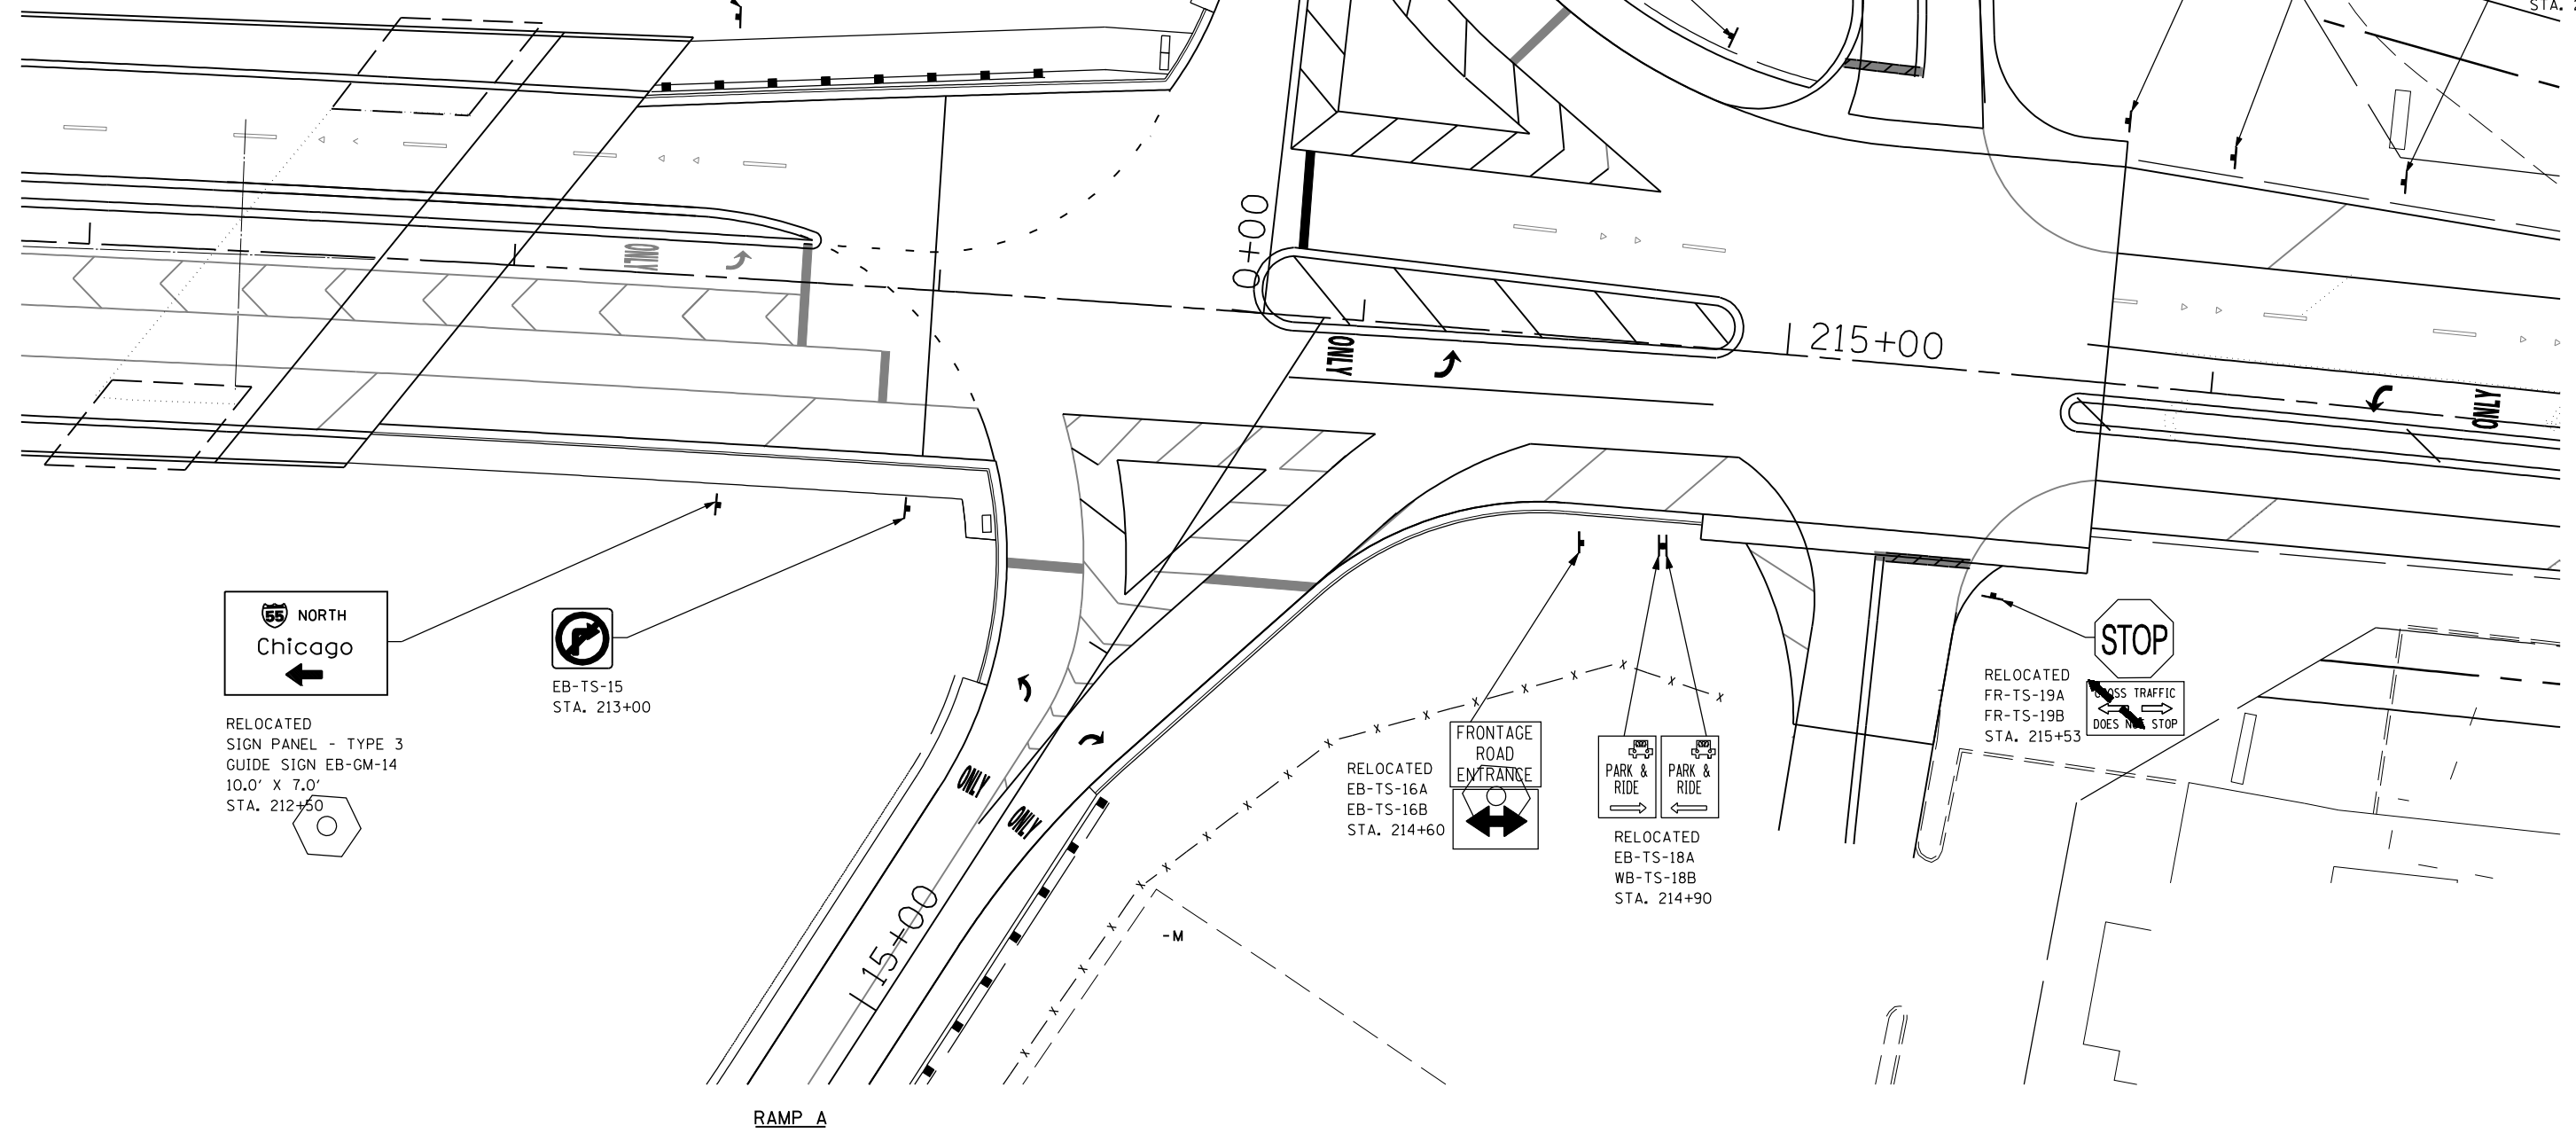 STA. 2
0+00
ONLY
ONLY
215+00
ONLY
55 NORTH
Chicago
RELOCATED
SIGN PANEL - TYPE 3
GUIDE SIGN EB-GM-14
10.0' X 7.0'
STA. 212+50
EB-TS-15
STA. 213+00
ONLY
ONLY
15+00
RAMP A
-M
FRONTAGE
ROAD
ENTRANCE
RELOCATED
EB-TS-16A
EB-TS-16B
STA. 214+60
PARK &
RIDE
PARK &
RIDE
RELOCATED
EB-TS-18A
WB-TS-18B
STA. 214+90
STOP
CROSS TRAFFIC
DOES NOT STOP
RELOCATED
FR-TS-19A
FR-TS-19B
STA. 215+53